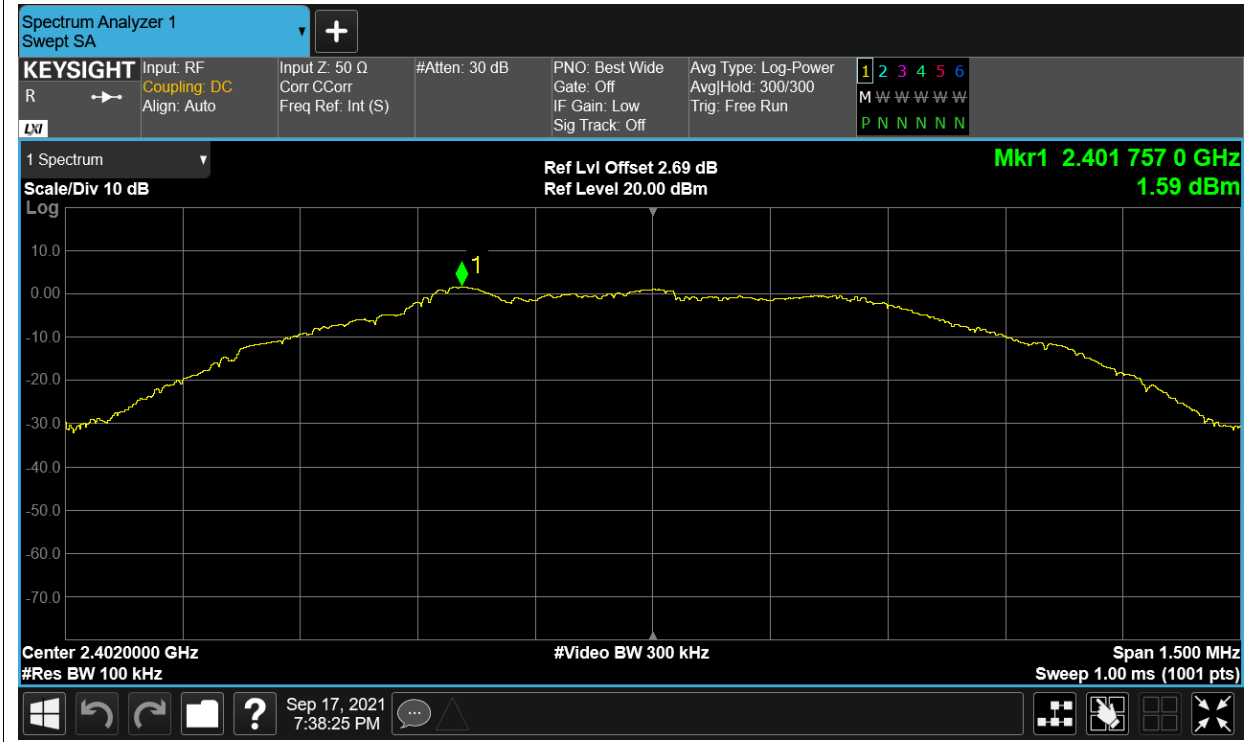 Spectrum Analyzer 1
Swept SA
+
KEYSIGHT
R
LXI
Input: RF
Coupling: DC
Align: Auto
Input Z: 50 Ω
Corr CCorr
Freq Ref: Int (S)
#Atten: 30 dB
PNO: Best Wide
Gate: Off
IF Gain: Low
Sig Track: Off
Avg Type: Log-Power
Avg|Hold: 300/300
Trig: Free Run
1 2 3 4 5 6
M W W W W W
P N N N N N
1 Spectrum
Scale/Div 10 dB
Log
Ref Lvl Offset 2.69 dB
Ref Level 20.00 dBm
Mkr1 2.401 757 0 GHz
1.59 dBm
10.0
0.00
-10.0
-20.0
-30.0
-40.0
-50.0
-60.0
-70.0
1
Center 2.4020000 GHz
#Res BW 100 kHz
#Video BW 300 kHz
Span 1.500 MHz
Sweep 1.00 ms (1001 pts)
?
Sep 17, 2021
7:38:25 PM